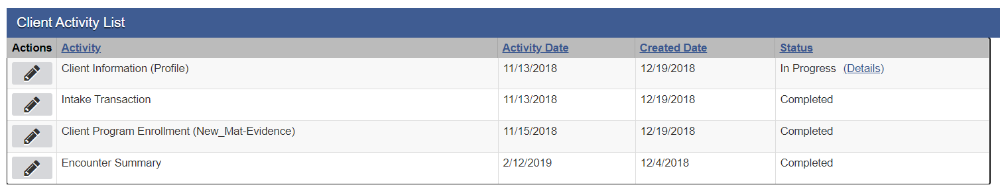 Client Activity List
Actions Activity Activity Date Created Date Status
Client Information (Profile) 11/13/2018 12/19/2018 In Progress (Details)
Intake Transaction 11/13/2018 12/19/2018 Completed
Client Program Enrollment (New_Mat-Evidence) 11/15/2018 12/19/2018 Completed
Encounter Summary 2/12/2019 12/4/2018 Completed